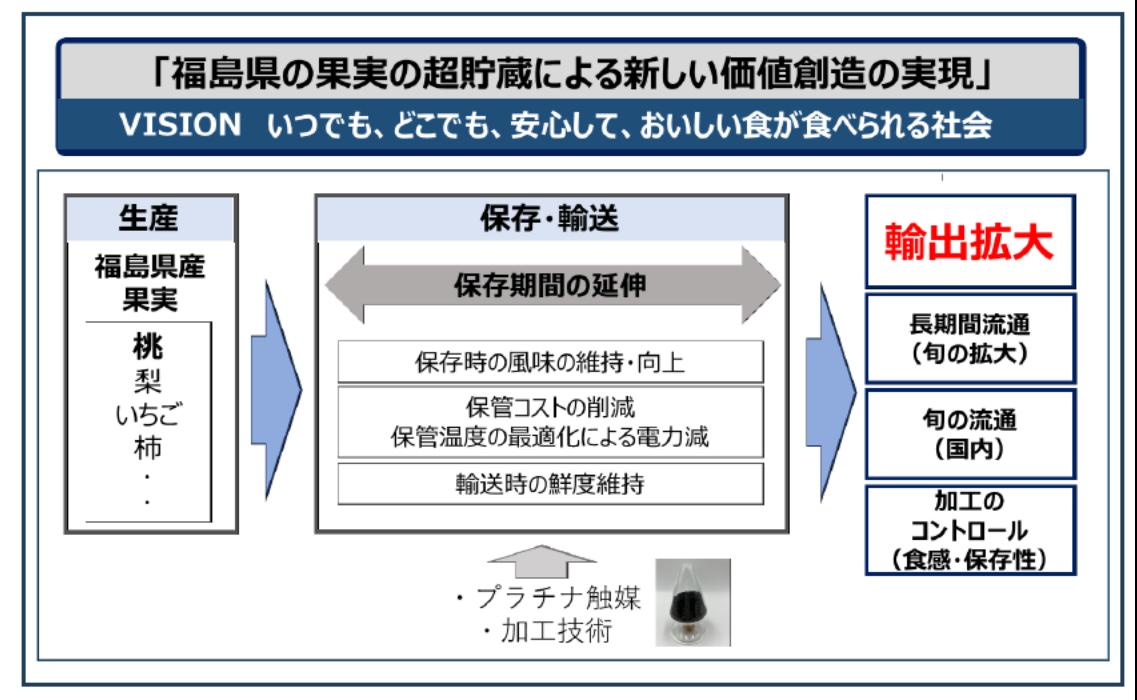 「福島県の果実の超貯蔵による新しい価値創造の実現」
VISION いつでも、どこでも、安心して、おいしい食が食べられる社会
生産
福島県産
果実
桃
梨
いちご
柿
・
・
保存・輸送
保存期間の延伸
保存時の風味の維持・向上
保管コストの削減
保管温度の最適化による電力減
輸送時の鮮度維持
・プラチナ触媒
・加工技術
輸出拡大
長期間流通
（旬の拡大）
旬の流通
（国内）
加工の
コントロール
（食感・保存性）